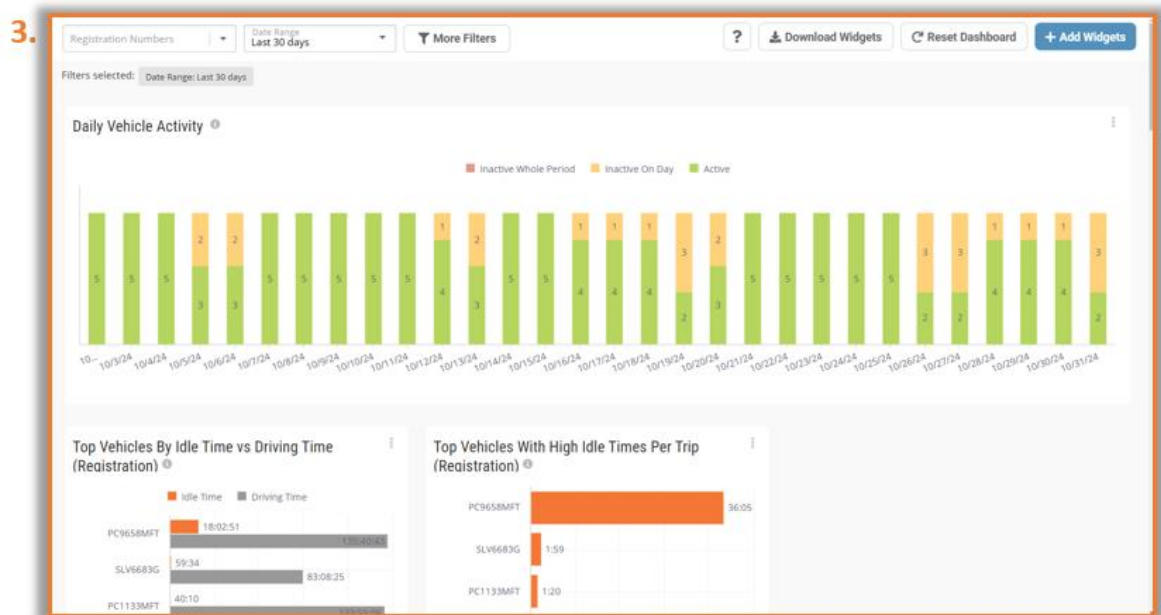 3.
Registration Numbers
Date Range
Last 30 days
More Filters
?
Download Widgets
Reset Dashboard
+ Add Widgets
Filters selected: Date Range: Last 30 days
Daily Vehicle Activity
Inactive Whole Period Inactive On Day Active
2 2 1 2 1 1 1 3 2 3 3 1 1 1 3
5 5 5 3 3 5 5 5 5 5 4 3 5 5 4 4 4 2 3 5 5 5 5 5 2 2 4 4 4 2
10... 10/3/24 10/4/24 10/5/24 10/6/24 10/7/24 10/8/24 10/9/24 10/10/24 10/11/24 10/12/24 10/13/24 10/14/24 10/15/24 10/16/24 10/17/24 10/18/24 10/19/24 10/20/24 10/21/24 10/22/24 10/23/24 10/24/24 10/25/24 10/26/24 10/27/24 10/28/24 10/29/24 10/30/24 10/31/24
Top Vehicles By Idle Time vs Driving Time
(Registration)
Idle Time Driving Time
PC9658MFT 18:02:51
SLV6683G 59:34
83:08:25
PC1133MFT 40:10
Top Vehicles With High Idle Times Per Trip
(Registration)
PC9658MFT 36:05
SLV6683G 1:59
PC1133MFT 1:20